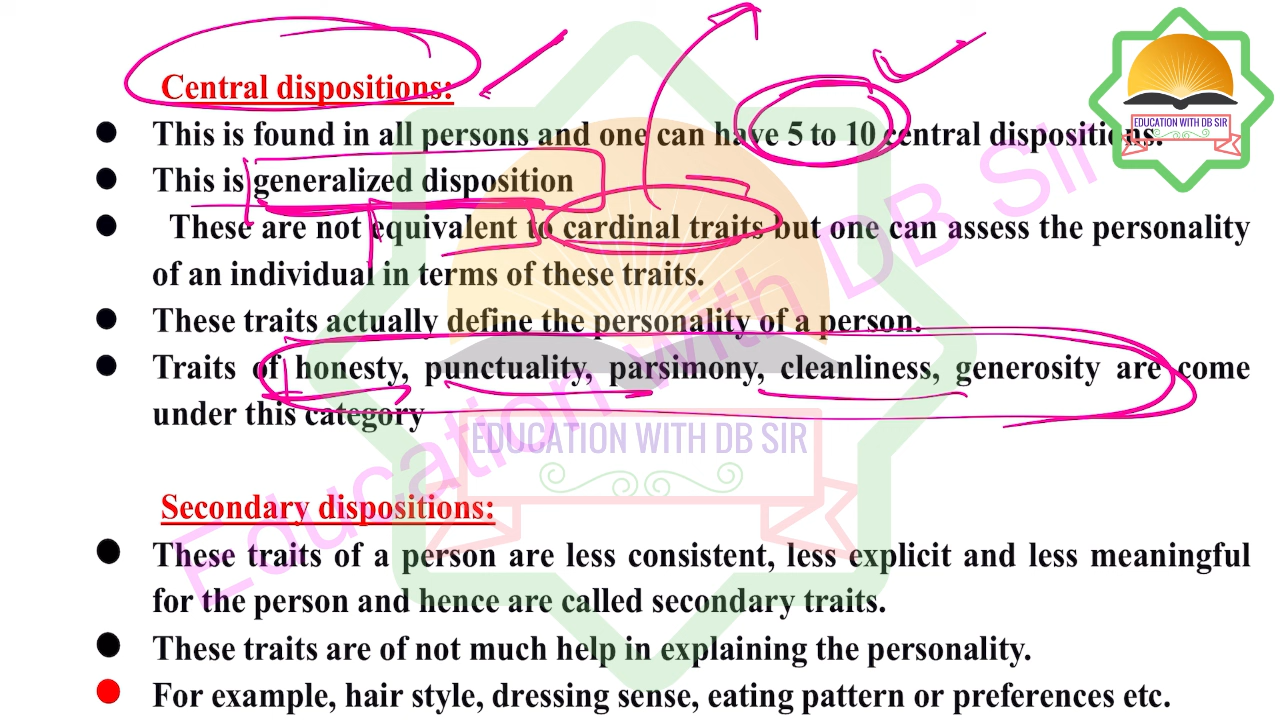 Central dispositions:
EDUCATION WITH DB SIR
● This is found in all persons and one can have 5 to 10 central dispositions.
● This is generalized disposition
● These are not equivalent to cardinal traits but one can assess the personality
of an individual in terms of these traits.
● These traits actually define the personality of a person.
● Traits of honesty, punctuality, parsimony, cleanliness, generosity are come
under this category
EDUCATION WITH DB SIR
Education with DB Sir
Secondary dispositions:
● These traits of a person are less consistent, less explicit and less meaningful
for the person and hence are called secondary traits.
● These traits are of not much help in explaining the personality.
● For example, hair style, dressing sense, eating pattern or preferences etc.